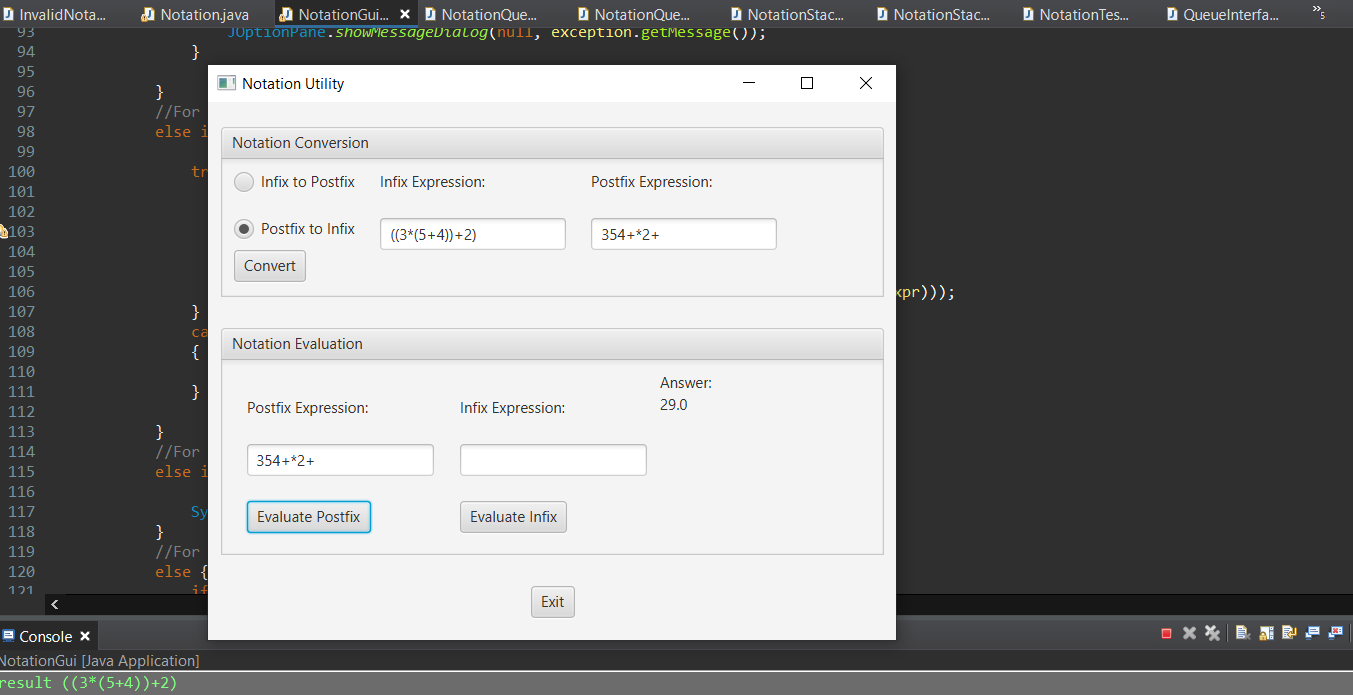 InvalidNota... Notation.java NotationGui... NotationQue... NotationQue... NotationStac... NotationStac... NotationTes... QueueInterfa... »5
93 JOptionPane.showMessageDialog(null, exception.getMessage());
94 }
95
96 }
97 //For
98 else i
99
100 tr
101
102
103
104
105
106 xpr)));
107 }
108 ca
109 {
110
111 }
112
113 }
114 //For
115 else i
116
117 Sy
118 }
119 //For
120 else {
121 if
Notation Utility
Notation Conversion
Infix to Postfix Infix Expression: Postfix Expression:
Postfix to Infix ((3*(5+4))+2) 354+*2+
Convert
Notation Evaluation
Answer:
29.0
Postfix Expression: Infix Expression:
354+*2+
Evaluate Postfix Evaluate Infix
Exit
Console
NotationGui [Java Application]
result ((3*(5+4))+2)